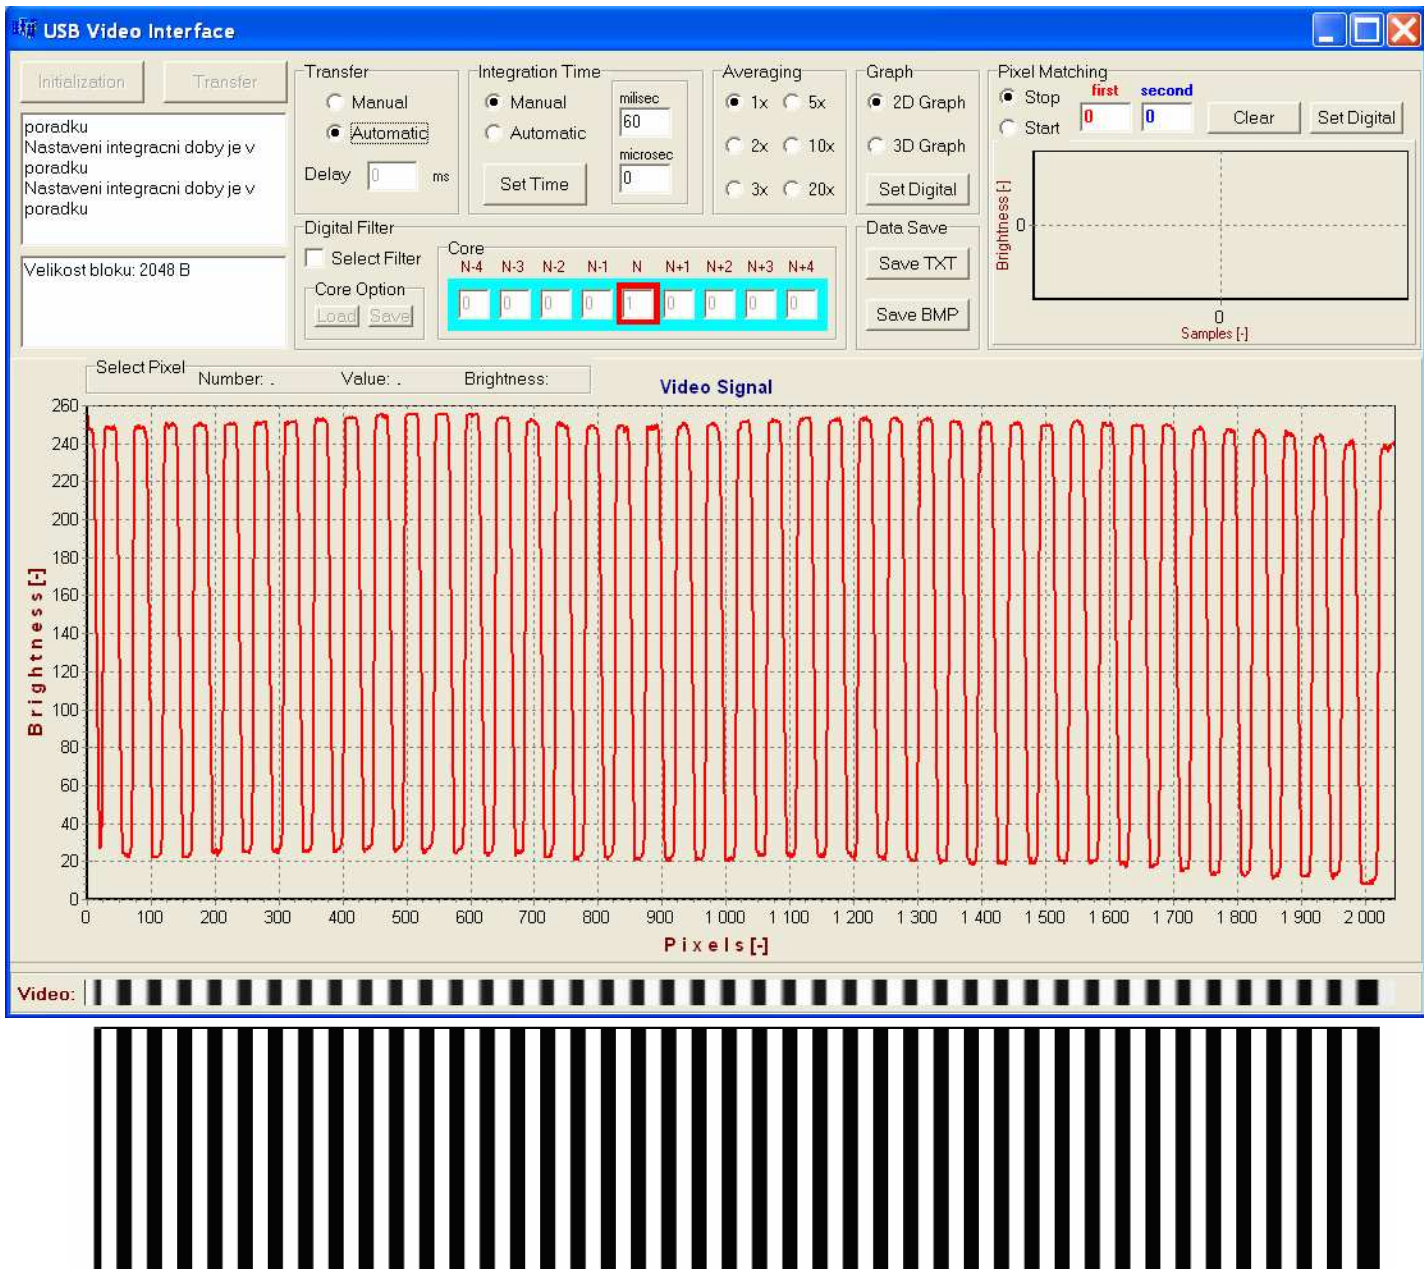 USB Video Interface
Initialization Transfer
poradku
Nastaveni integracni doby je v
poradku
Nastaveni integracni doby je v
poradku
Velikost bloku: 2048 B
Transfer
Manual
Automatic
Delay 0 ms
Integration Time
Manual
Automatic
Set Time
milisec
60
microsec
0
Averaging
1x 5x
2x 10x
3x 20x
Graph
2D Graph
3D Graph
Set Digital
Pixel Matching
Stop
Start
first second
0 0
Clear Set Digital
Brightness [-]
0
0
Samples [-]
Digital Filter
Select Filter
Core Option
Load Save
Core
N-4 N-3 N-2 N-1 N N+1 N+2 N+3 N+4
0 0 0 0 1 0 0 0 0
Data Save
Save TXT
Save BMP
Select Pixel
Number: . Value: . Brightness:
Video Signal
260
240
220
200
180
160
140
120
100
80
60
40
20
0
Brightness [-]
0 100 200 300 400 500 600 700 800 900 1 000 1 100 1 200 1 300 1 400 1 500 1 600 1 700 1 800 1 900 2 000
Pixels [-]
Video: